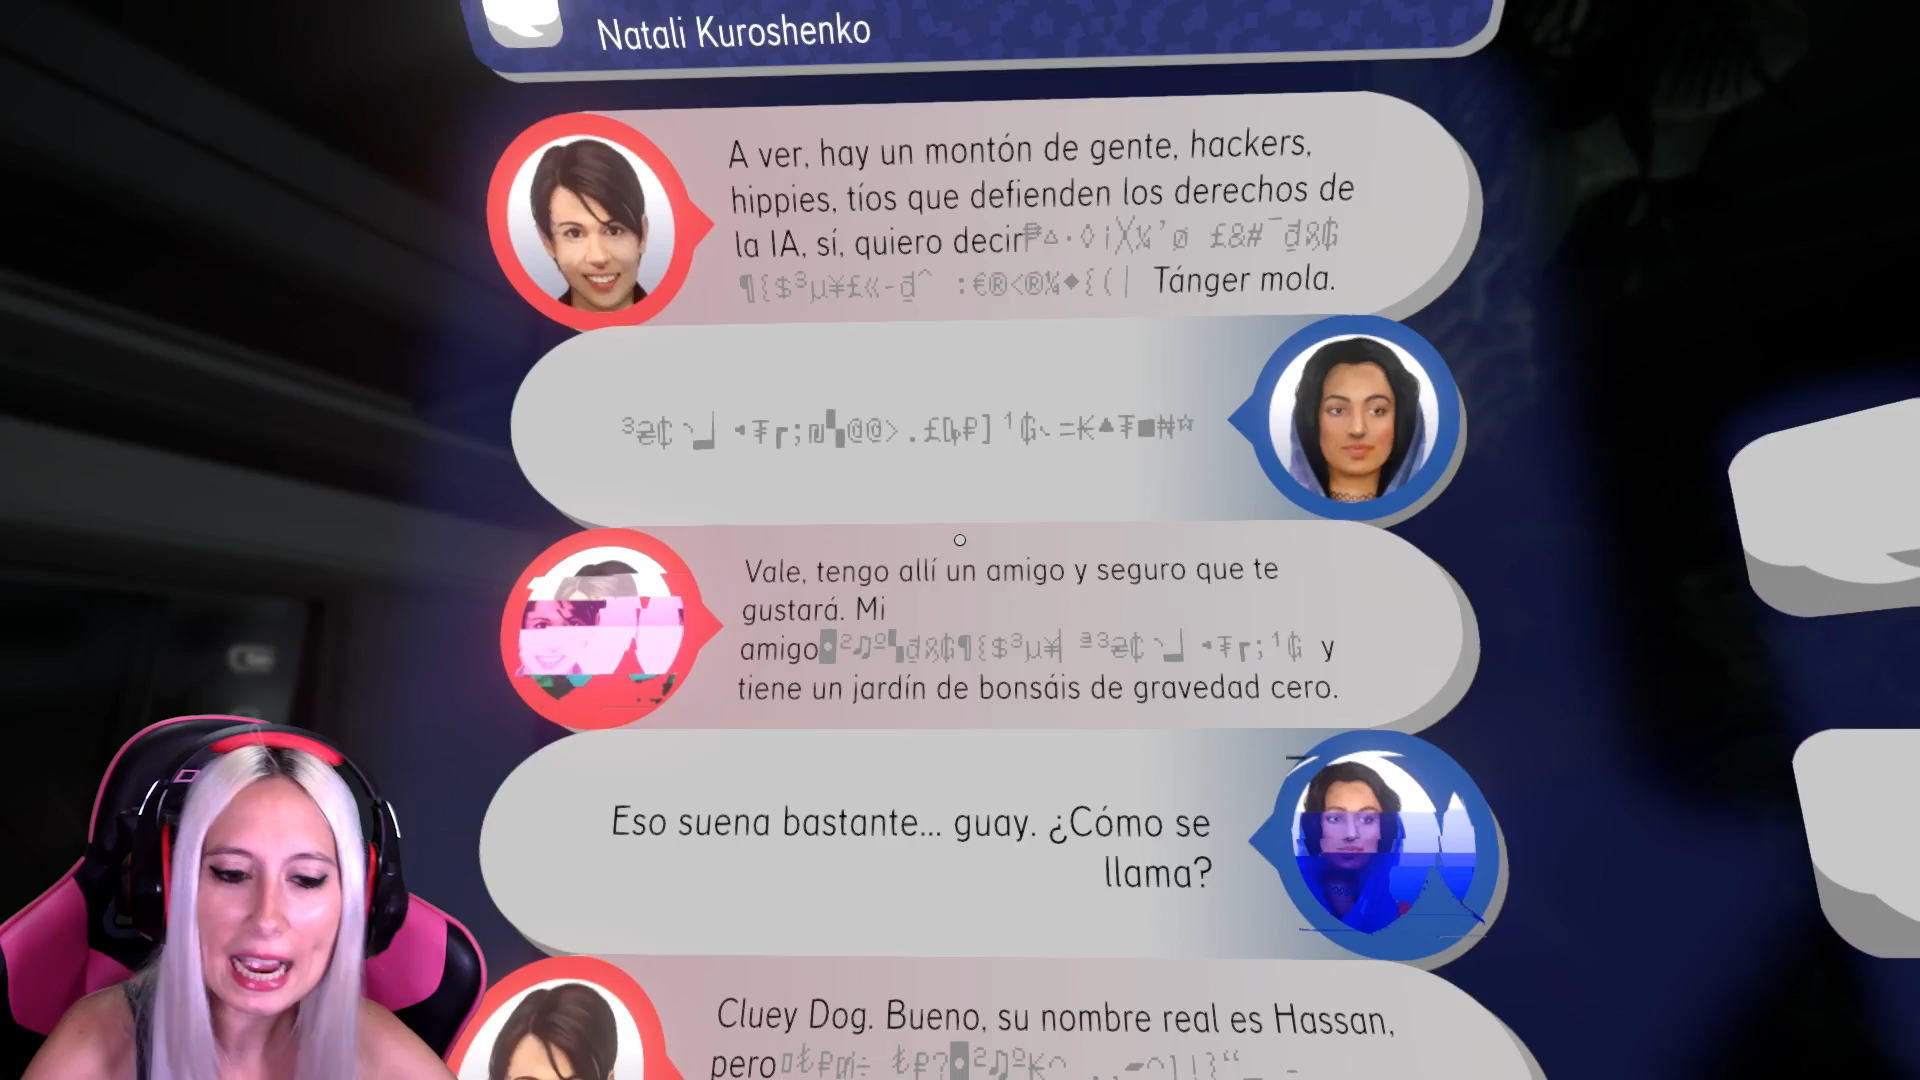 Natali Kuroshenko
A ver, hay un montón de gente, hackers,
hippies, tíos que defienden los derechos de
la IA, sí, quiero decir
Tánger mola.
Vale, tengo allí un amigo y seguro que te
gustará. Mi
amigo y
tiene un jardín de bonsáis de gravedad cero.
Eso suena bastante... guay. ¿Cómo se
llama?
Cluey Dog. Bueno, su nombre real es Hassan,
pero